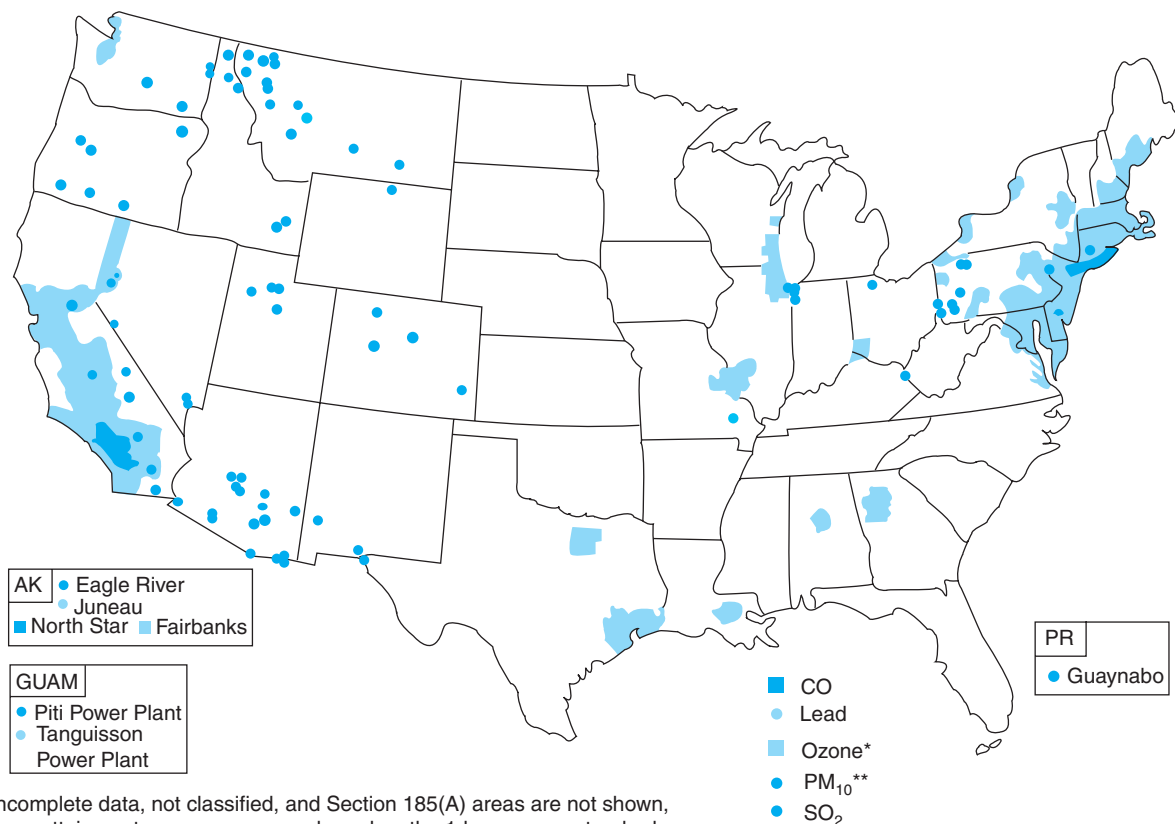 AK
Eagle River
Juneau
North Star Fairbanks
GUAM
Piti Power Plant
Tanguisson
Power Plant
CO
Lead
Ozone*
PM10**
SO2
PR
Guaynabo
ncomplete data, not classified, and Section 185(A) areas are not shown,